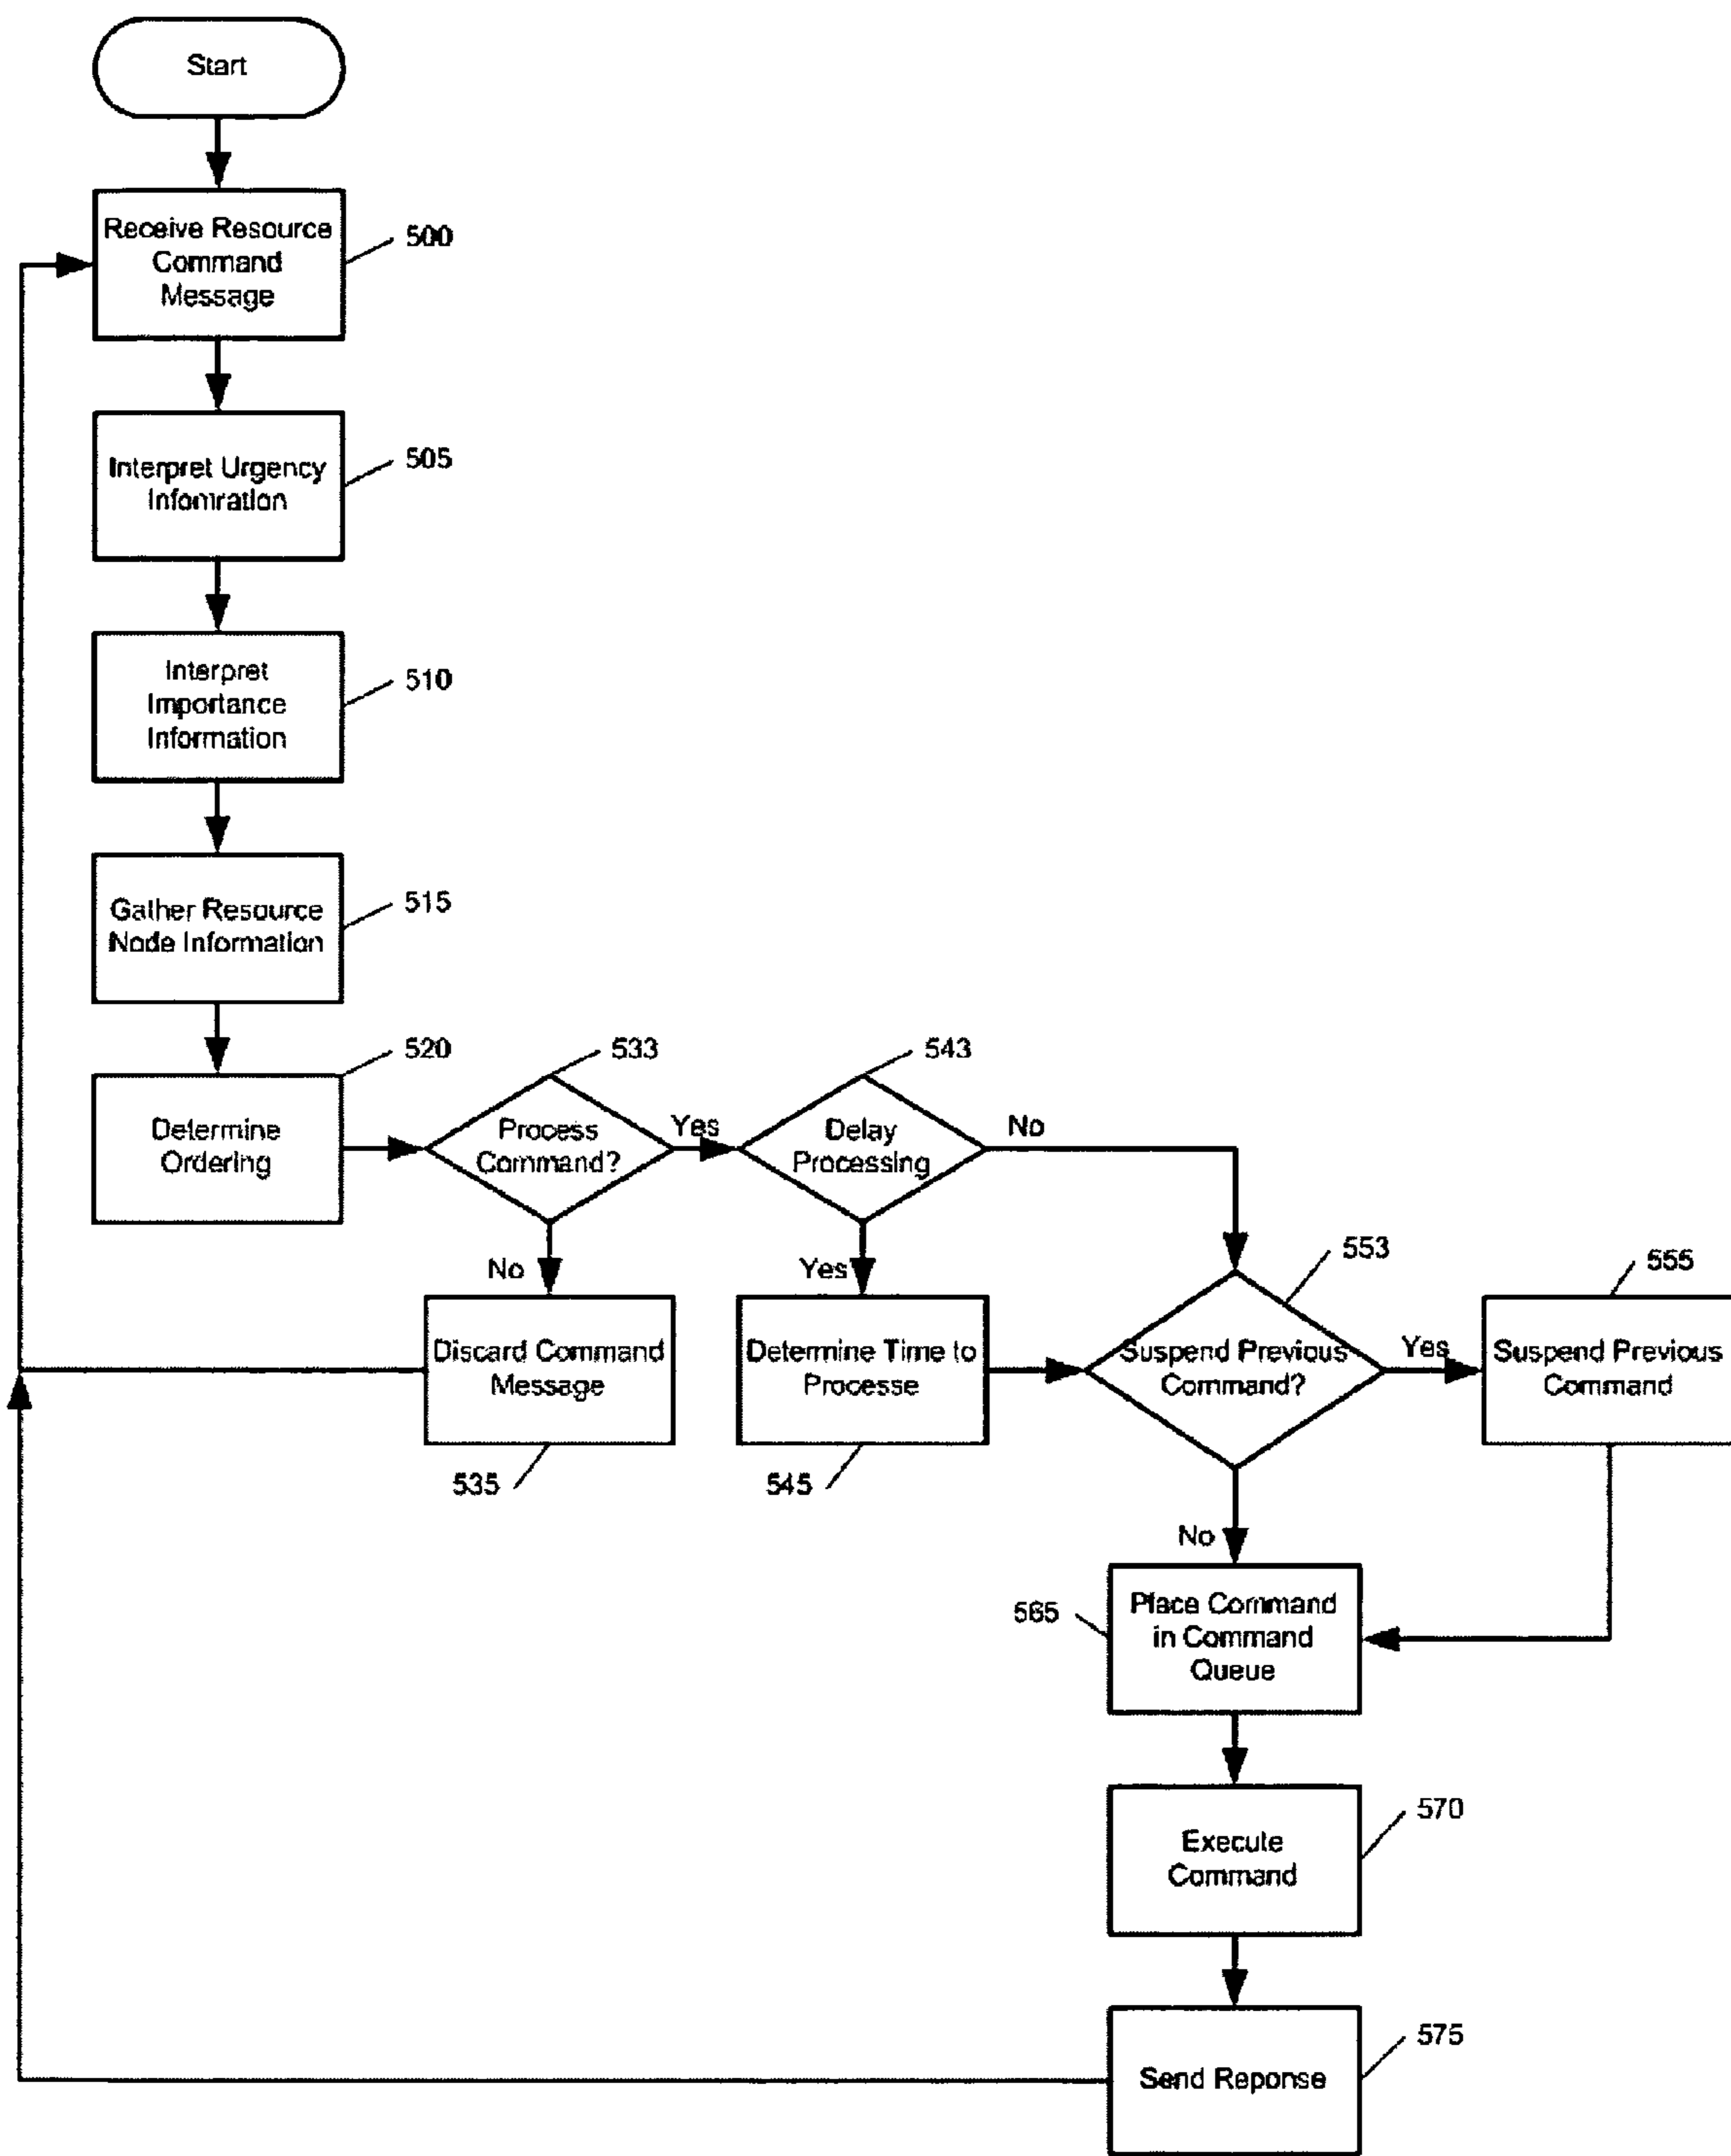 Start
Receive Resource
Command
Message
500
Interpret Urgency
Infomration
505
Interpret
Importance
Information
510
Gather Resource
Node Information
515
520
Determine
Ordering
533
Process
Command?
Yes
No
543
Delay
Processing
No
Yes
Discard Command
Message
535
Determine Time to
Processe
545
553
Suspend Previous
Command?
Yes
No
555
Suspend Previous
Command
565
Place Command
in Command
Queue
570
Execute
Command
575
Send Reponse